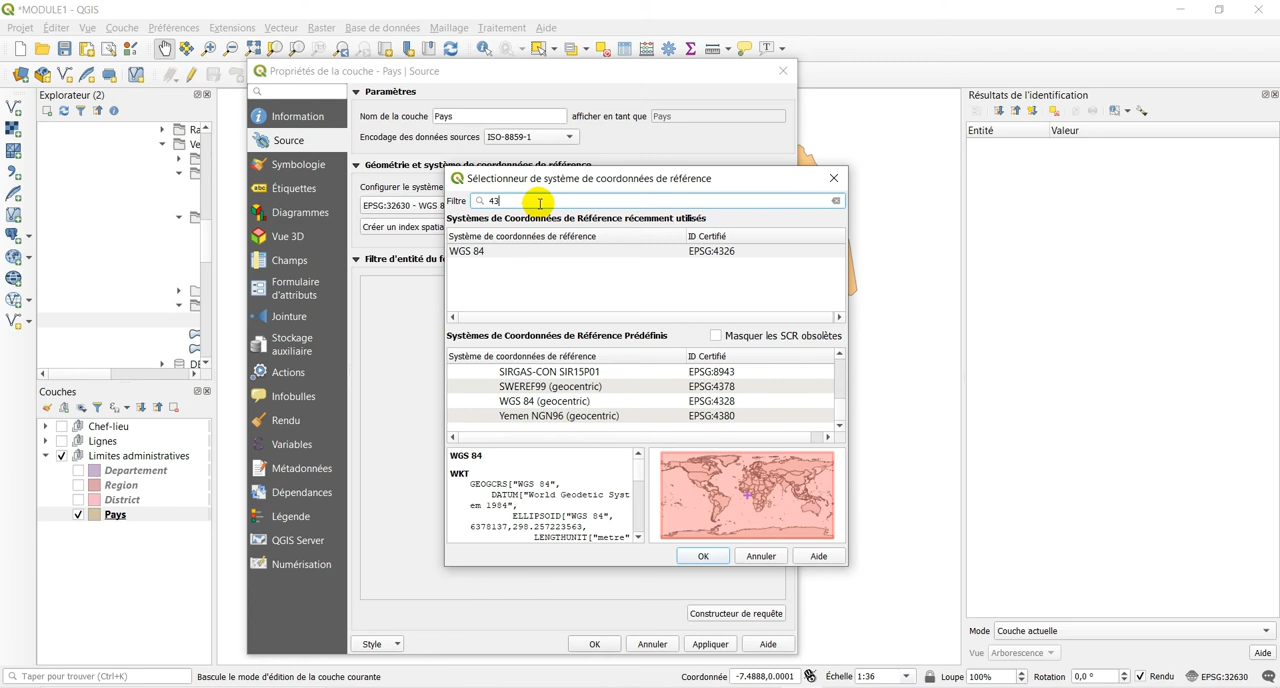 *MODULE1 - QGIS
Projet Éditer Vue Couche Préférences Extensions Vecteur Raster Base de données Maillage Traitement Aide
Explorateur (2)
Ra
Ve
Couches
Chef-lieu
Lignes
Limites administratives
Departement
Region
District
Pays
Propriétés de la couche - Pays | Source
Information
Source
Symbologie
Étiquettes
Diagrammes
Vue 3D
Champs
Formulaire
d'attributs
Jointure
Stockage
auxiliaire
Actions
Infobulles
Rendu
Variables
Métadonnées
Dépendances
Légende
QGIS Server
Numérisation
Paramètres
Nom de la couche Pays afficher en tant que Pays
Encodage des données sources ISO-8859-1
Géométrie et système de coordonnées de référence
Configurer le système
EPSG:32630 - WGS 8
Créer un index spatia
Filtre d'entité du f
Constructeur de requête
Style OK Annuler Appliquer Aide
Sélectionneur de système de coordonnées de référence
Filtre 43
Systèmes de Coordonnées de Référence récemment utilisés
Système de coordonnées de référence ID Certifié
WGS 84 EPSG:4326
Systèmes de Coordonnées de Référence Prédéfinis Masquer les SCR obsolètes
Système de coordonnées de référence ID Certifié
SIRGAS-CON SIR15P01 EPSG:8943
SWEREF99 (geocentric) EPSG:4378
WGS 84 (geocentric) EPSG:4328
Yemen NGN96 (geocentric) EPSG:4380
WGS 84
WKT
GEOGCRS["WGS 84",
DATUM["World Geodetic Syst
em 1984",
ELLIPSOID["WGS 84",
6378137,298.257223563,
LENGTHUNIT["metre"
OK Annuler Aide
Résultats de l'identification
Entité Valeur
Mode Couche actuelle
Vue Arborescence Aide
Taper pour trouver (Ctrl+K) Bascule le mode d'édition de la couche courante Coordonnée -7.4888,0.0001 Échelle 1:36 Loupe 100% Rotation 0,0 ° Rendu EPSG:32630